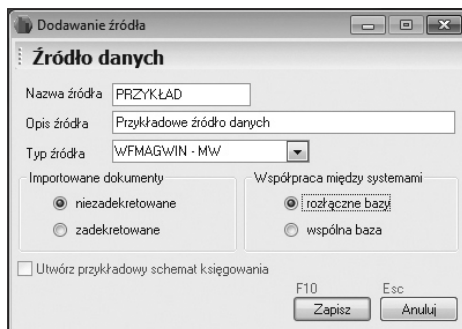 Dodawanie źródła
Źródło danych
Nazwa źródła PRZYKŁAD
Opis źródła Przykładowe źródło danych
Typ źródła WFMAGWIN - MW
Importowane dokumenty
niezadekretowane
zadekretowane
Współpraca między systemami
rozłączne bazy
wspólna baza
Utwórz przykładowy schemat księgowania
F10 Esc
Zapisz Anuluj